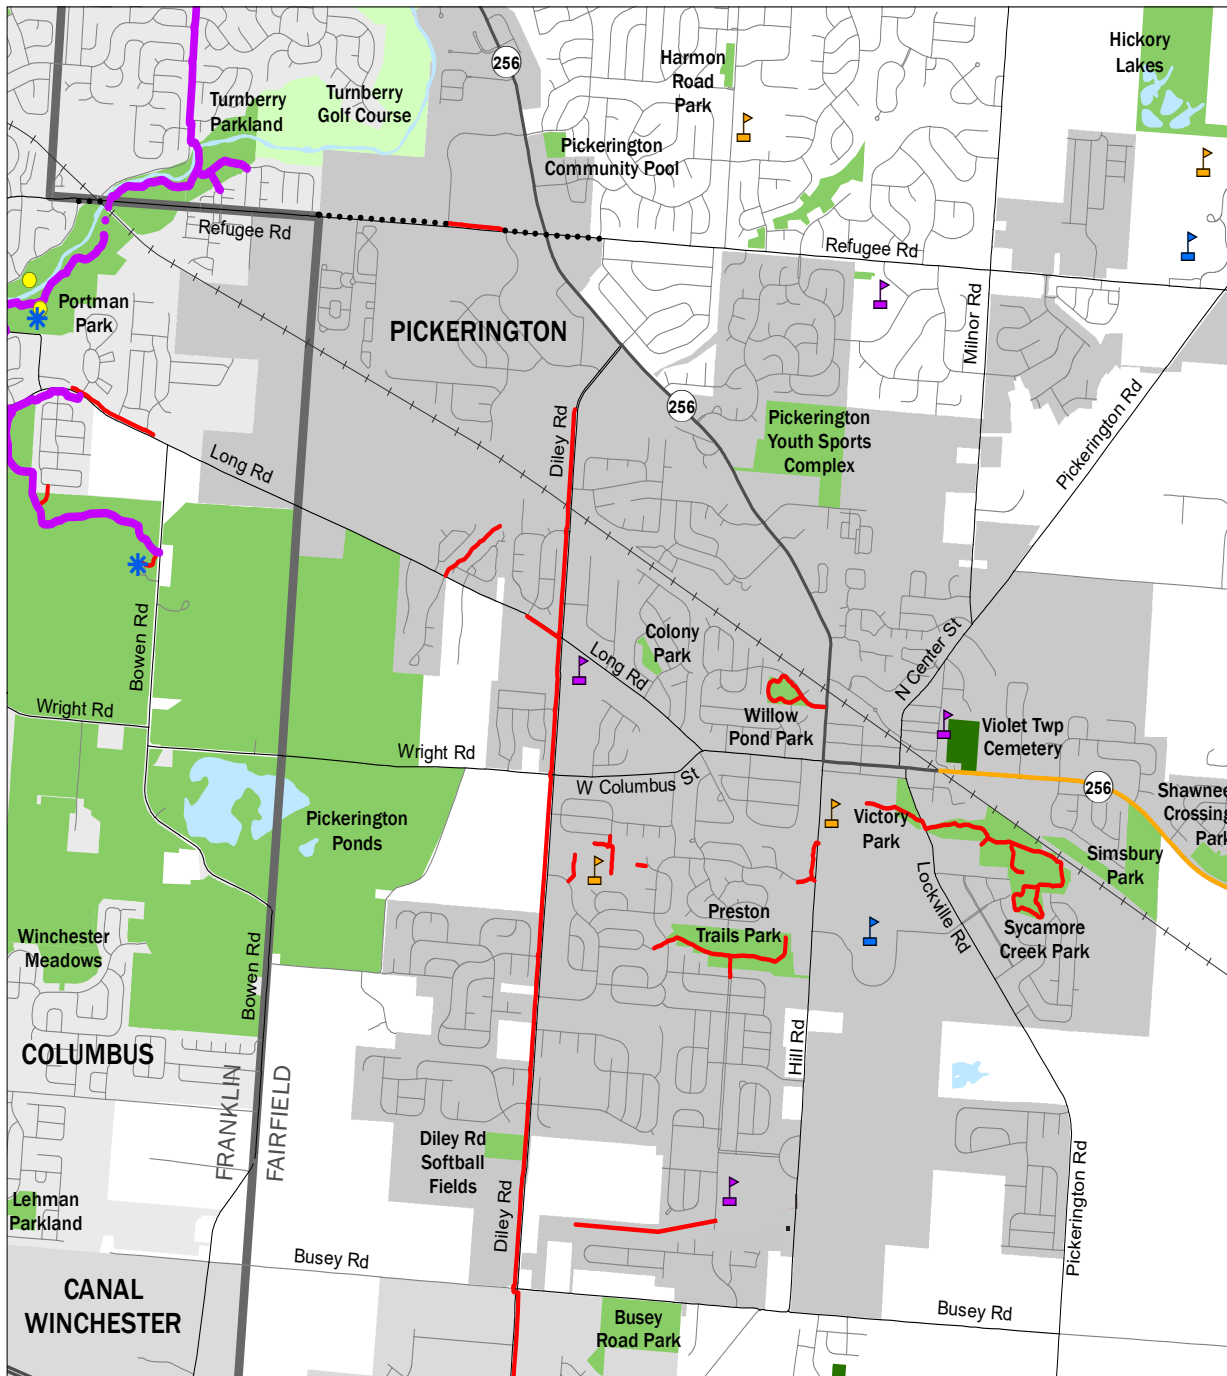 256
Harmon
Road
Park
Hickory
Lakes
Turnberry
Parkland
Turnberry
Golf Course
Pickerington
Community Pool
Refugee Rd
Refugee Rd
Portman
Park
PICKERINGTON
Milnor Rd
256
Pickerington
Youth Sports
Complex
Pickerington Rd
Diley Rd
Long Rd
Bowen Rd
Colony
Park
Long Rd
N Center St
Wright Rd
Willow
Pond Park
Violet Twp
Cemetery
Wright Rd
W Columbus St
256
Shawnee
Crossing
Park
Pickerington
Ponds
Victory
Park
Simsbury
Park
Lockville Rd
Preston
Trails Park
Sycamore
Creek Park
Winchester
Meadows
Bowen Rd
COLUMBUS
Hill Rd
FRANKLIN
FAIRFIELD
Diley Rd
Softball
Fields
Lehman
Parkland
Diley Rd
Pickerington Rd
Busey Rd
CANAL
WINCHESTER
Busey
Road Park
Busey Rd